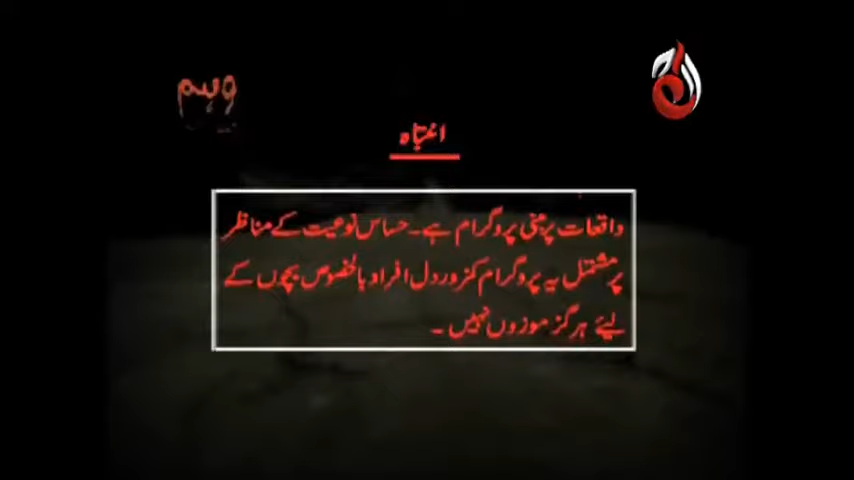 وہم
انتباہ
واقعات پر مبنی پروگرام ہے۔ حساس نوعیت کے مناظر
پر مشتمل یہ پروگرام کمزور دل افراد بالخصوص بچوں کے
لیئے ہرگز موزوں نہیں ۔